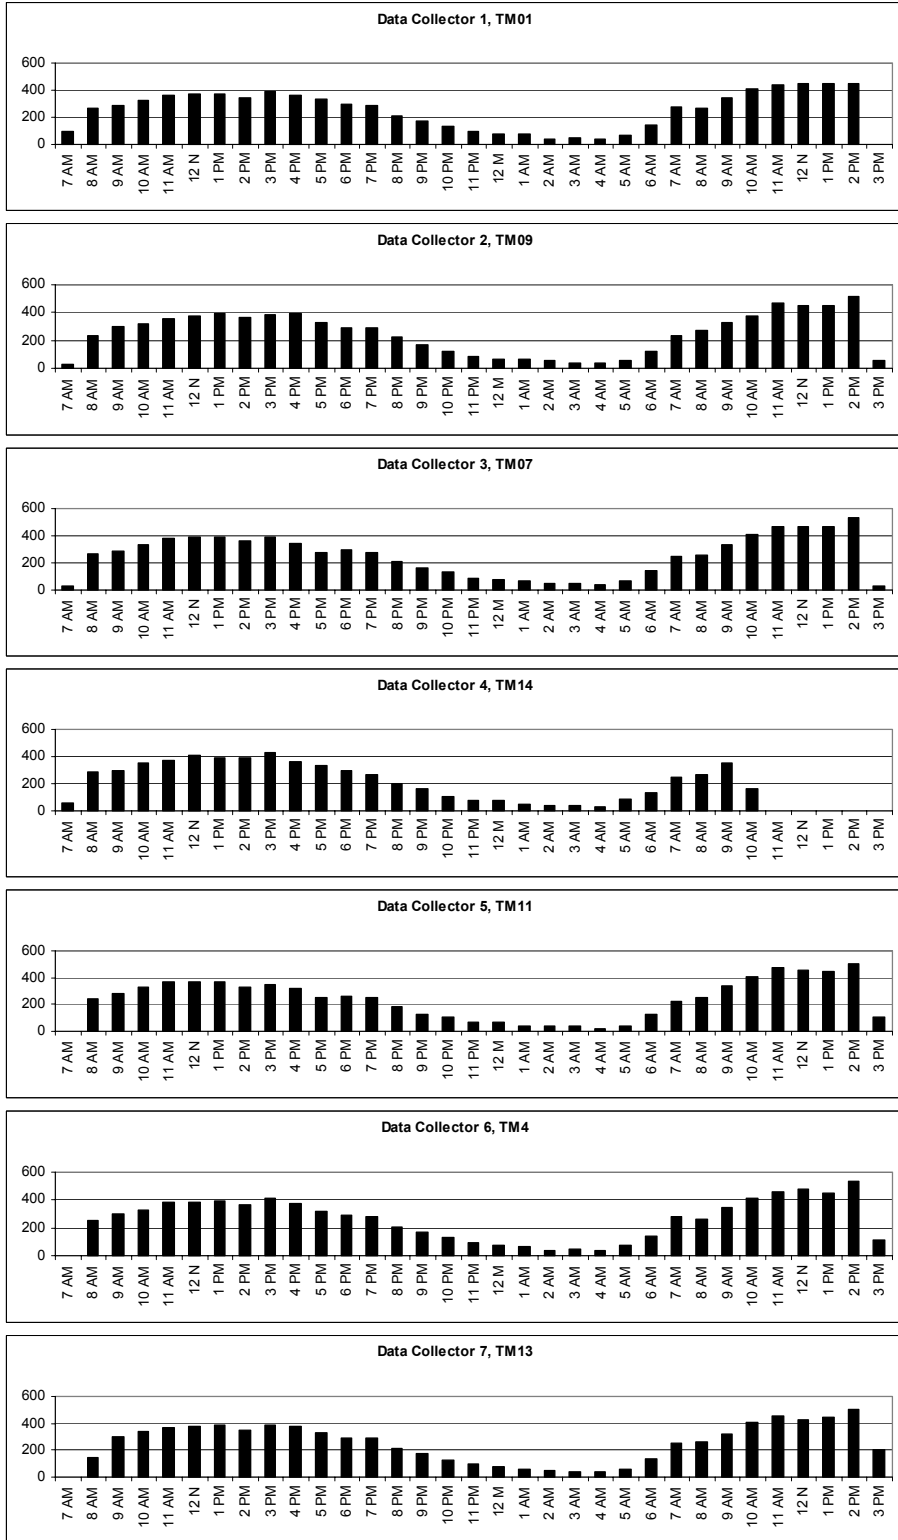 Data Collector 1, TM01
600
400
200
0
7 AM 8 AM 9 AM 10 AM 11 AM 12 N 1 PM 2 PM 3 PM 4 PM 5 PM 6 PM 7 PM 8 PM 9 PM 10 PM 11 PM 12 M 1 AM 2 AM 3 AM 4 AM 5 AM 6 AM 7 AM 8 AM 9 AM 10 AM 11 AM 12 N 1 PM 2 PM 3 PM
Data Collector 2, TM09
600
400
200
0
7 AM 8 AM 9 AM 10 AM 11 AM 12 N 1 PM 2 PM 3 PM 4 PM 5 PM 6 PM 7 PM 8 PM 9 PM 10 PM 11 PM 12 M 1 AM 2 AM 3 AM 4 AM 5 AM 6 AM 7 AM 8 AM 9 AM 10 AM 11 AM 12 N 1 PM 2 PM 3 PM
Data Collector 3, TM07
600
400
200
0
7 AM 8 AM 9 AM 10 AM 11 AM 12 N 1 PM 2 PM 3 PM 4 PM 5 PM 6 PM 7 PM 8 PM 9 PM 10 PM 11 PM 12 M 1 AM 2 AM 3 AM 4 AM 5 AM 6 AM 7 AM 8 AM 9 AM 10 AM 11 AM 12 N 1 PM 2 PM 3 PM
Data Collector 4, TM14
600
400
200
0
7 AM 8 AM 9 AM 10 AM 11 AM 12 N 1 PM 2 PM 3 PM 4 PM 5 PM 6 PM 7 PM 8 PM 9 PM 10 PM 11 PM 12 M 1 AM 2 AM 3 AM 4 AM 5 AM 6 AM 7 AM 8 AM 9 AM 10 AM 11 AM 12 N 1 PM 2 PM 3 PM
Data Collector 5, TM11
600
400
200
0
7 AM 8 AM 9 AM 10 AM 11 AM 12 N 1 PM 2 PM 3 PM 4 PM 5 PM 6 PM 7 PM 8 PM 9 PM 10 PM 11 PM 12 M 1 AM 2 AM 3 AM 4 AM 5 AM 6 AM 7 AM 8 AM 9 AM 10 AM 11 AM 12 N 1 PM 2 PM 3 PM
Data Collector 6, TM4
600
400
200
0
7 AM 8 AM 9 AM 10 AM 11 AM 12 N 1 PM 2 PM 3 PM 4 PM 5 PM 6 PM 7 PM 8 PM 9 PM 10 PM 11 PM 12 M 1 AM 2 AM 3 AM 4 AM 5 AM 6 AM 7 AM 8 AM 9 AM 10 AM 11 AM 12 N 1 PM 2 PM 3 PM
Data Collector 7, TM13
600
400
200
0
7 AM 8 AM 9 AM 10 AM 11 AM 12 N 1 PM 2 PM 3 PM 4 PM 5 PM 6 PM 7 PM 8 PM 9 PM 10 PM 11 PM 12 M 1 AM 2 AM 3 AM 4 AM 5 AM 6 AM 7 AM 8 AM 9 AM 10 AM 11 AM 12 N 1 PM 2 PM 3 PM